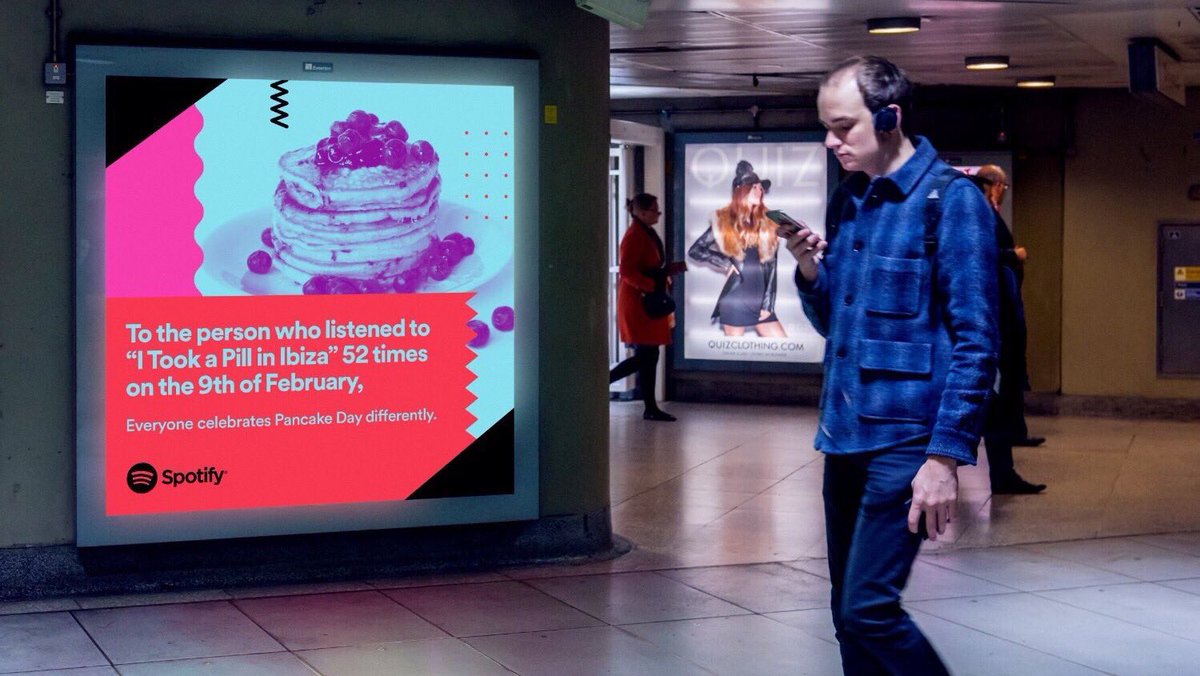 To the person who listened to
“I Took a Pill in Ibiza” 52 times
on the 9th of February,
Everyone celebrates Pancake Day differently.
Spotify
QUIZ
QUIZCLOTHING.COM